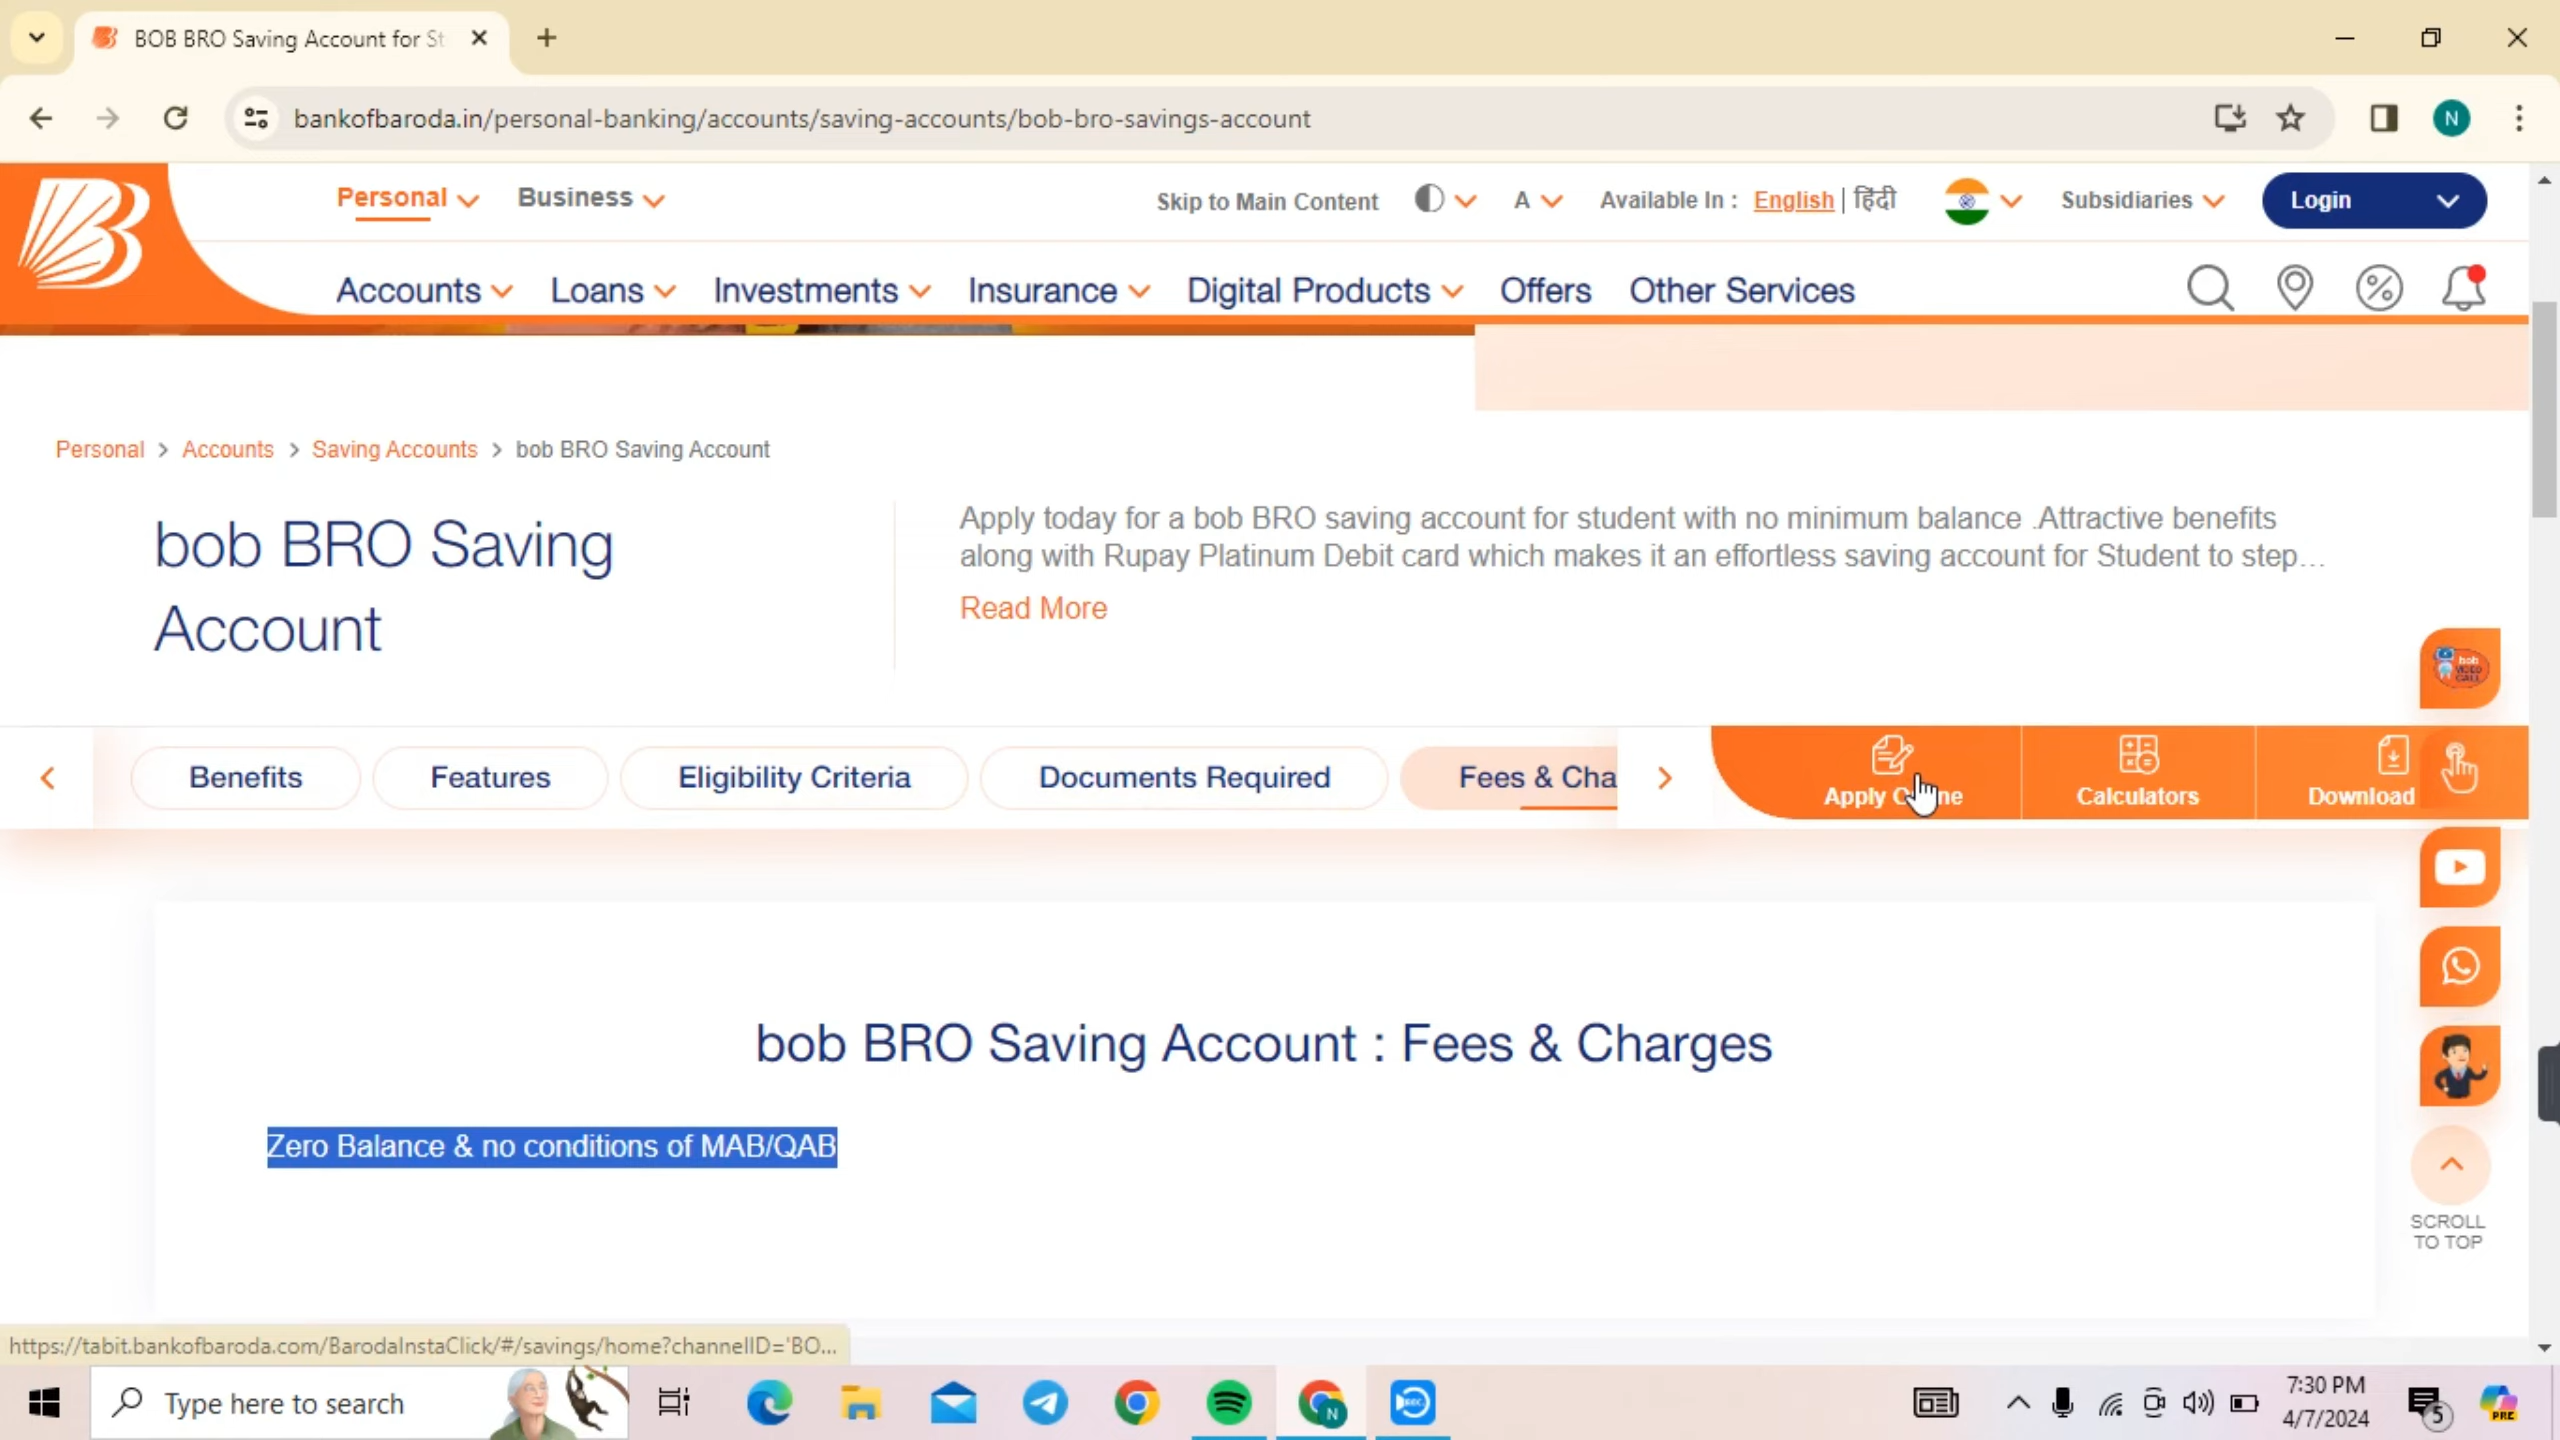 BOB BRO Saving Account for St
bankofbaroda.in/personal-banking/accounts/saving-accounts/bob-bro-savings-account
N
Personal Business Skip to Main Content A Available In : English | हिंदी Subsidiaries Login
Accounts Loans Investments Insurance Digital Products Offers Other Services
Personal > Accounts > Saving Accounts > bob BRO Saving Account
bob BRO Saving
Account
Apply today for a bob BRO saving account for student with no minimum balance .Attractive benefits
along with Rupay Platinum Debit card which makes it an effortless saving account for Student to step...
Read More
bob
VIDEO
CALL
Benefits Features Eligibility Criteria Documents Required Fees & Cha
Apply Calculators Download
bob BRO Saving Account : Fees & Charges
Zero Balance & no conditions of MAB/QAB
SCROLL
TO TOP
https://tabit.bankofbaroda.com/BarodaInstaClick/#/savings/home?channelID='BO...
Type here to search
N
REC
7:30 PM
4/7/2024
5
PRE